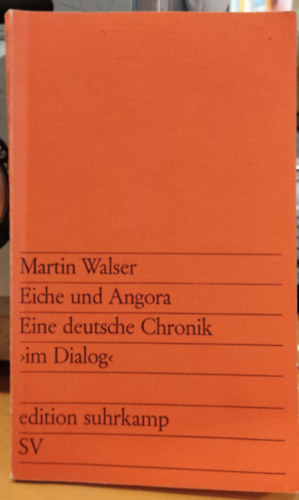 Martin Walser
Eiche und Angora
Eine deutsche Chronik
›im Dialog‹
edition suhrkamp
SV